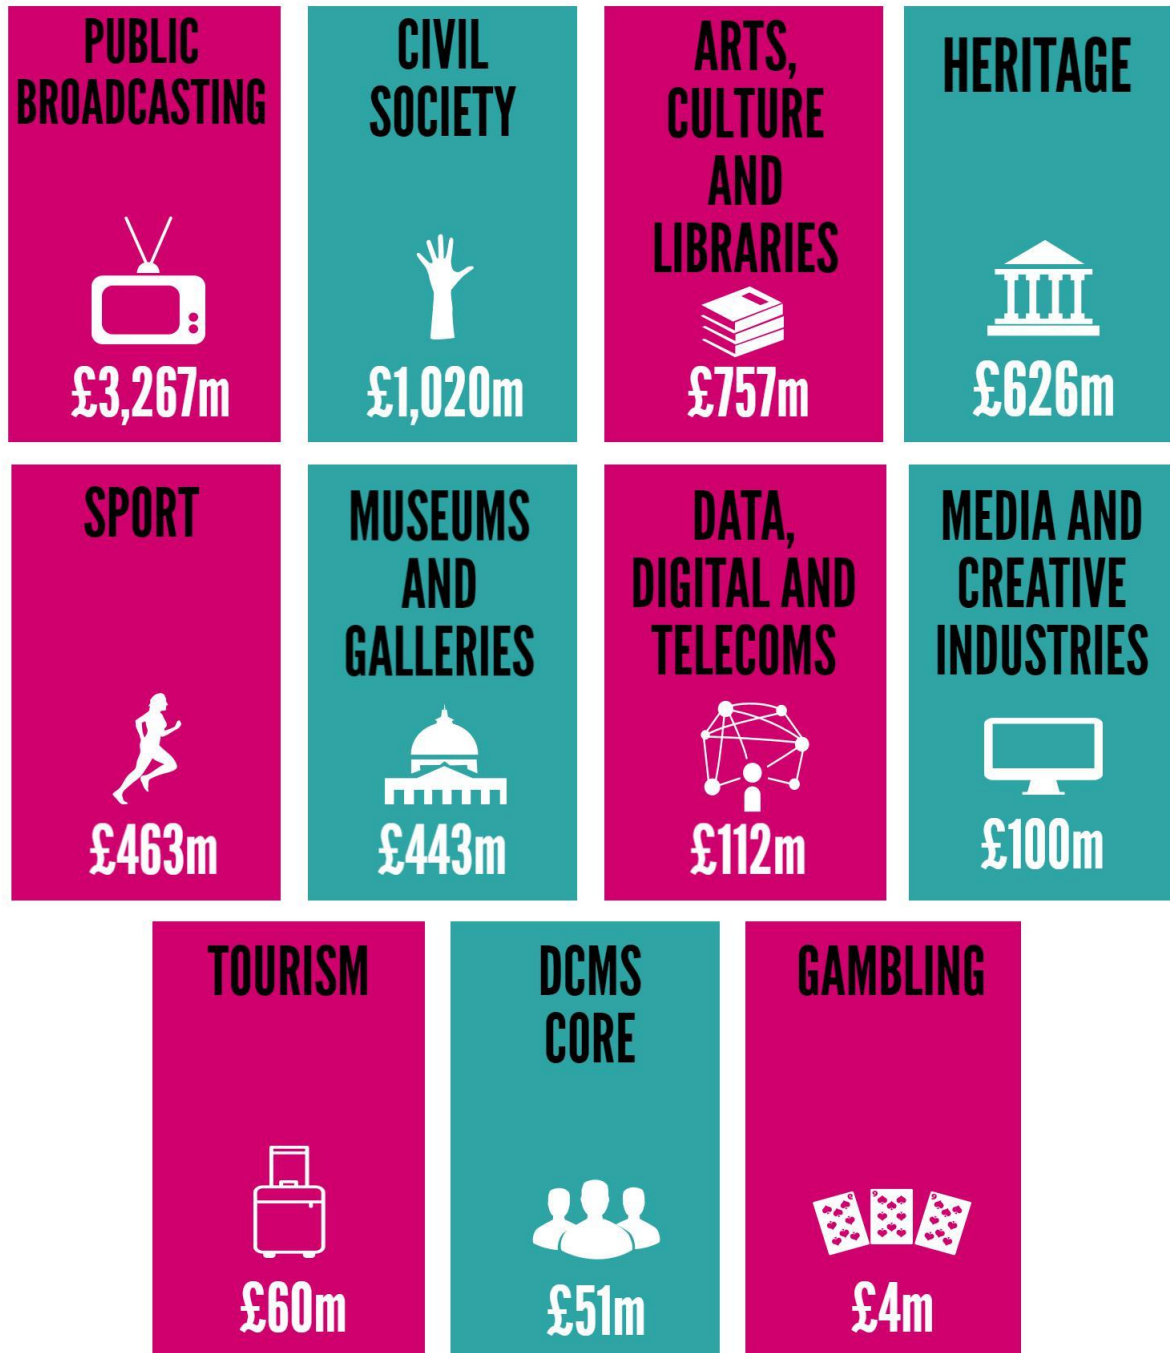 PUBLIC
BROADCASTING
£3,267m
CIVIL
SOCIETY
£1,020m
ARTS,
CULTURE
AND
LIBRARIES
£757m
HERITAGE
£626m
SPORT
£463m
MUSEUMS
AND
GALLERIES
£443m
DATA,
DIGITAL AND
TELECOMS
£112m
MEDIA AND
CREATIVE
INDUSTRIES
£100m
TOURISM
£60m
DCMS
CORE
£51m
GAMBLING
£4m